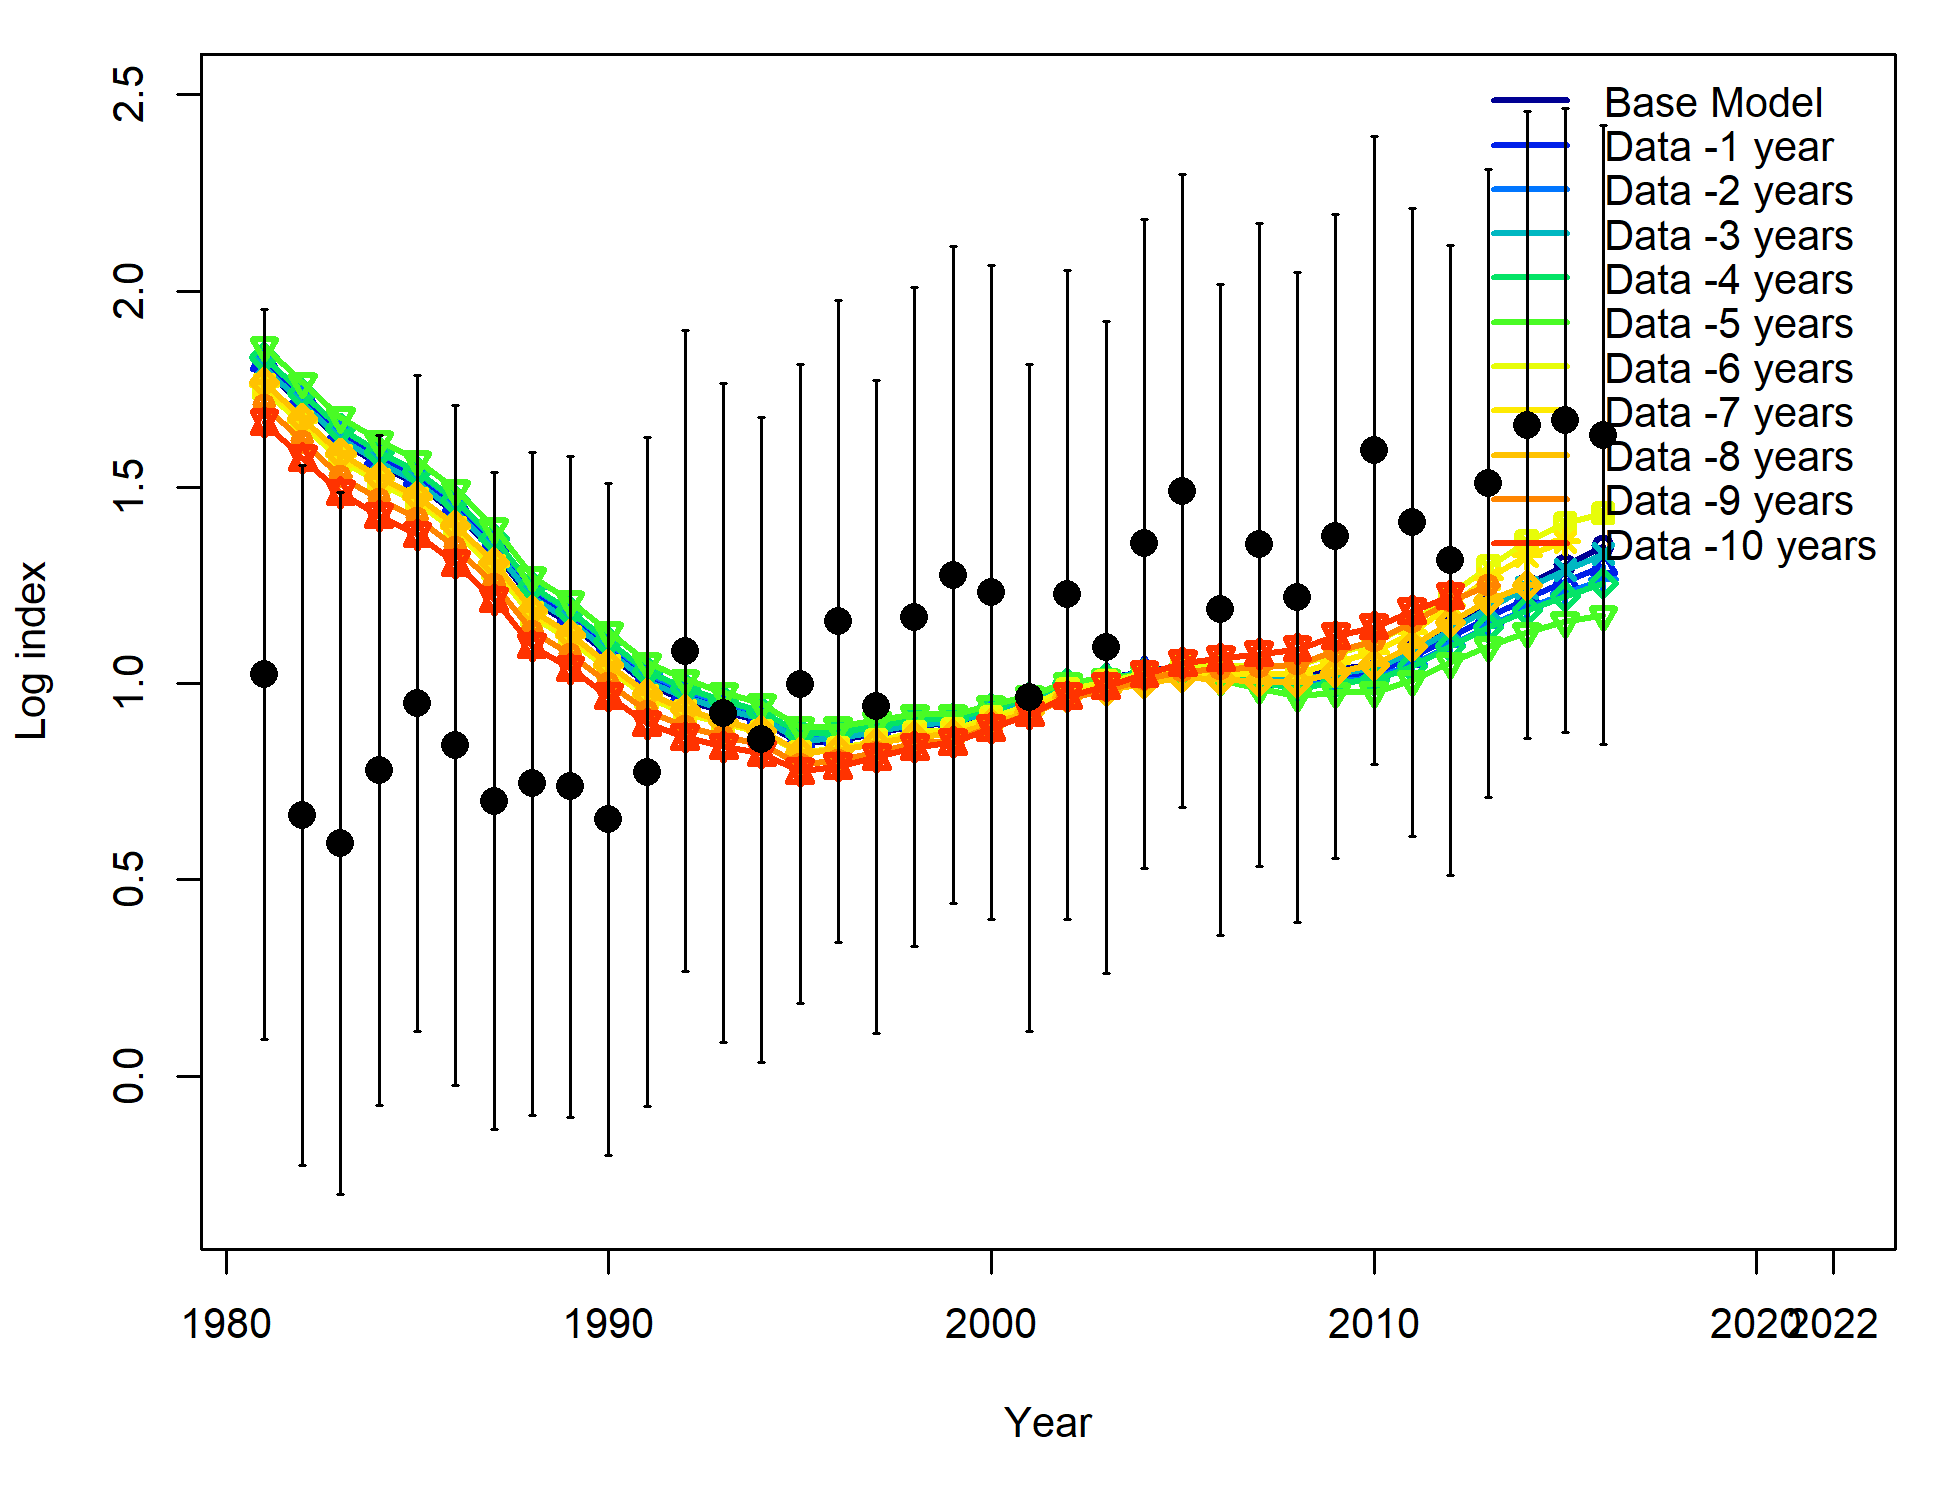 Base Model
Data -1 year
Data -2 years
Data -3 years
Data -4 years
Data -5 years
Data -6 years
Data -7 years
Data -8 years
Data -9 years
Data -10 years
Log index
2.5
2.0
1.5
1.0
0.5
0.0
1980 1990 2000 2010 2020 2022
Year